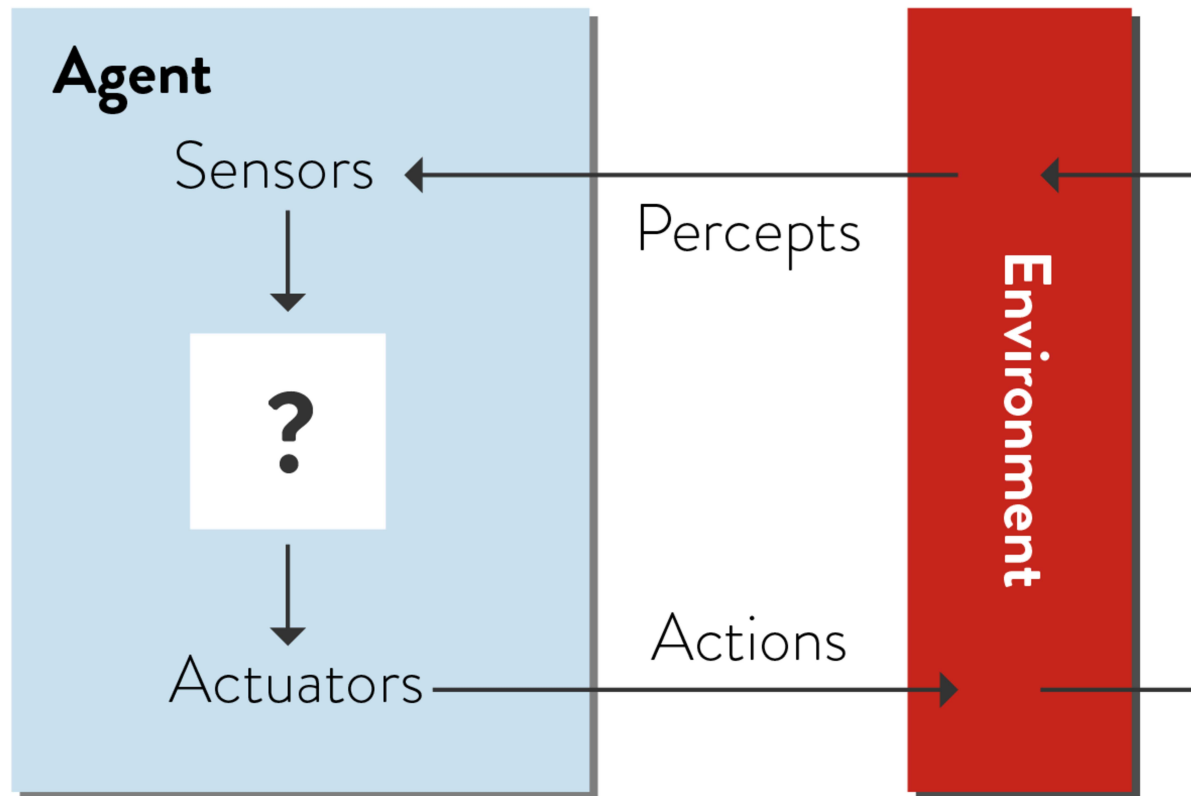 Agent
Sensors
Percepts
Environment
?
Actions
Actuators